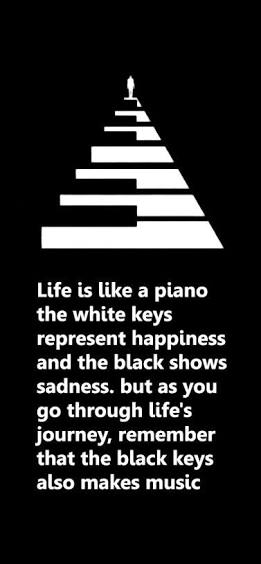 Life is like a piano
the white keys
represent happiness
and the black shows
sadness. but as you
go through life's
journey, remember
that the black keys
also makes music